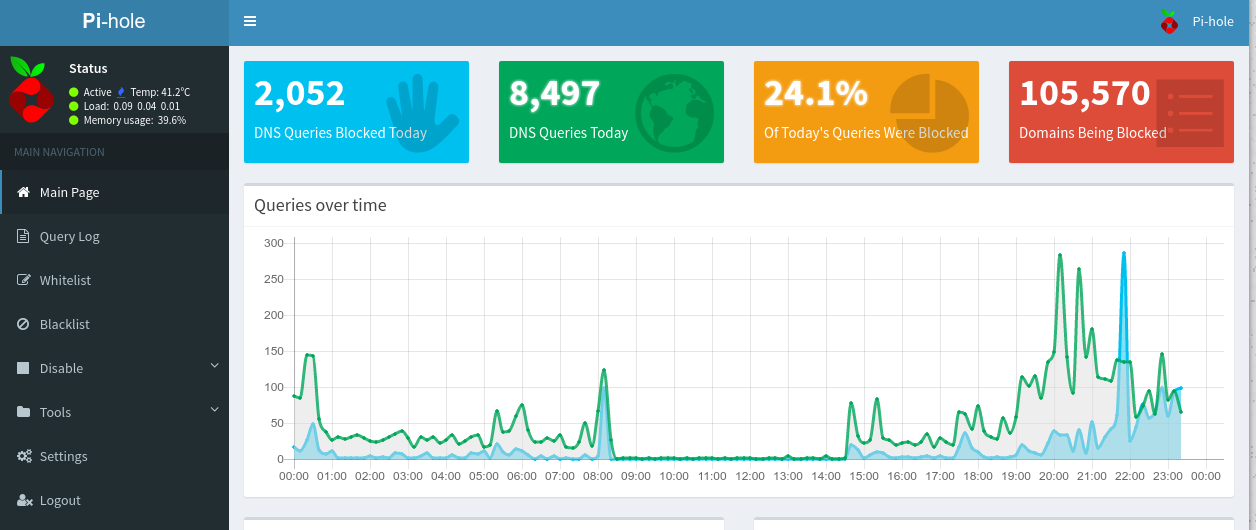 Pi-hole
Pi-hole
Status
Active Temp: 41.2°C
Load: 0.09 0.04 0.01
Memory usage: 39.6%
MAIN NAVIGATION
Main Page
Query Log
Whitelist
Blacklist
Disable
Tools
Settings
Logout
2,052
DNS Queries Blocked Today
8,497
DNS Queries Today
24.1%
Of Today's Queries Were Blocked
105,570
Domains Being Blocked
Queries over time
300
250
200
150
100
50
0
00:00 01:00 02:00 03:00 04:00 05:00 06:00 07:00 08:00 09:00 10:00 11:00 12:00 13:00 14:00 15:00 16:00 17:00 18:00 19:00 20:00 21:00 22:00 23:00 00:00